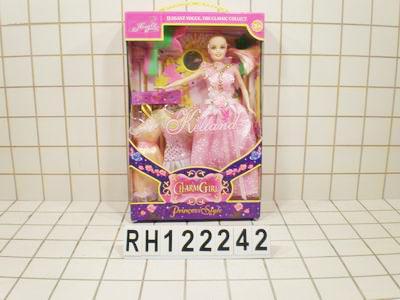 ELEGANT VOGUE, THE CLASSIC COLLECT
Kelland
CHARM GIRL
Princess Style
RH122242